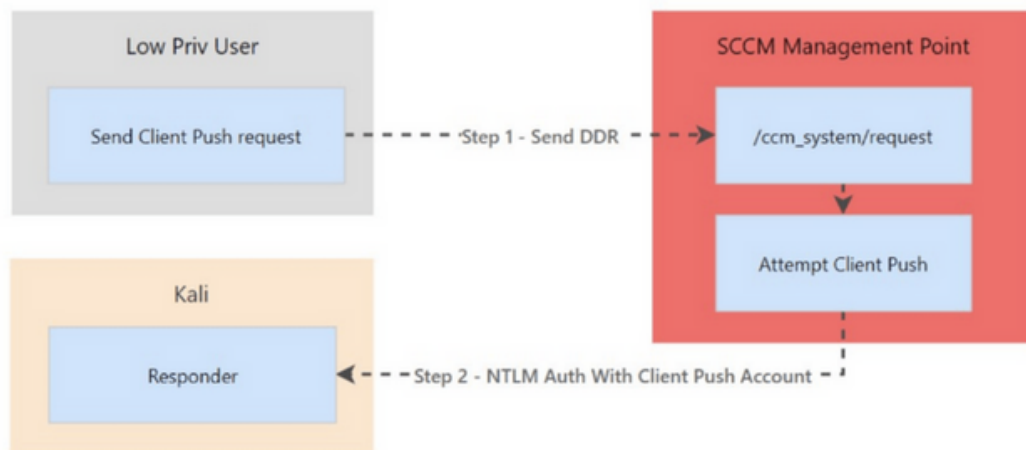 Low Priv User
SCCM Management Point
Send Client Push request
Step 1 - Send DDR
/ccm_system/request
Attempt Client Push
Kali
Responder
Step 2 - NTLM Auth With Client Push Account